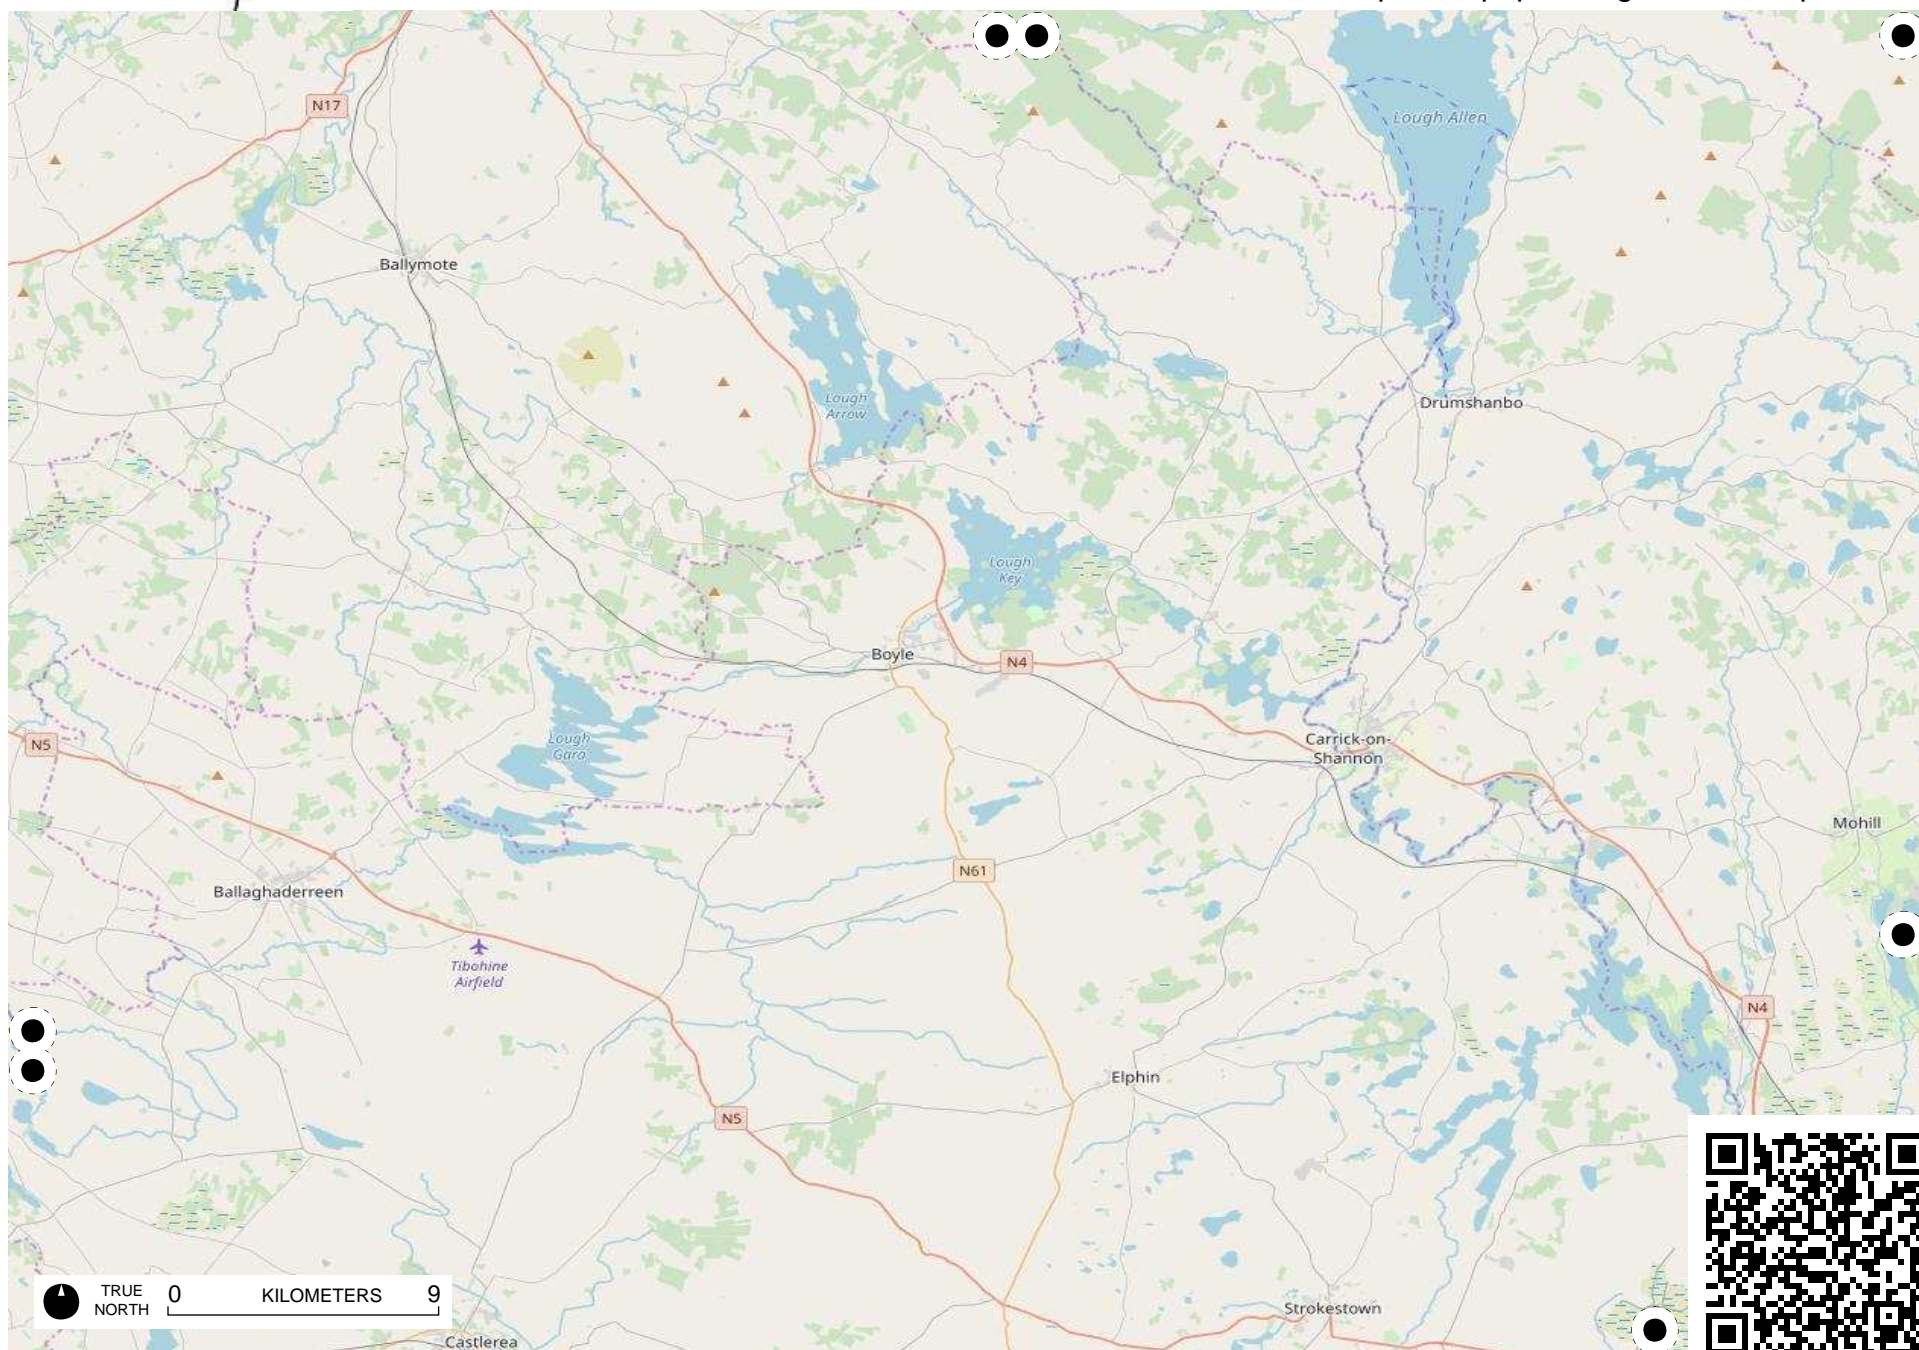 N17
Lough Allen
Ballymote
Lough
Arrow
Drumshanbo
Lough
Key
Boyle
N4
Lough
Gara
N5
Carrick-on-
Shannon
Mohill
N61
Ballaghaderreen
Tibohine
Airfield
N4
Elphin
N5
TRUE
NORTH
0 KILOMETERS 9
Strokestown
Castlerea